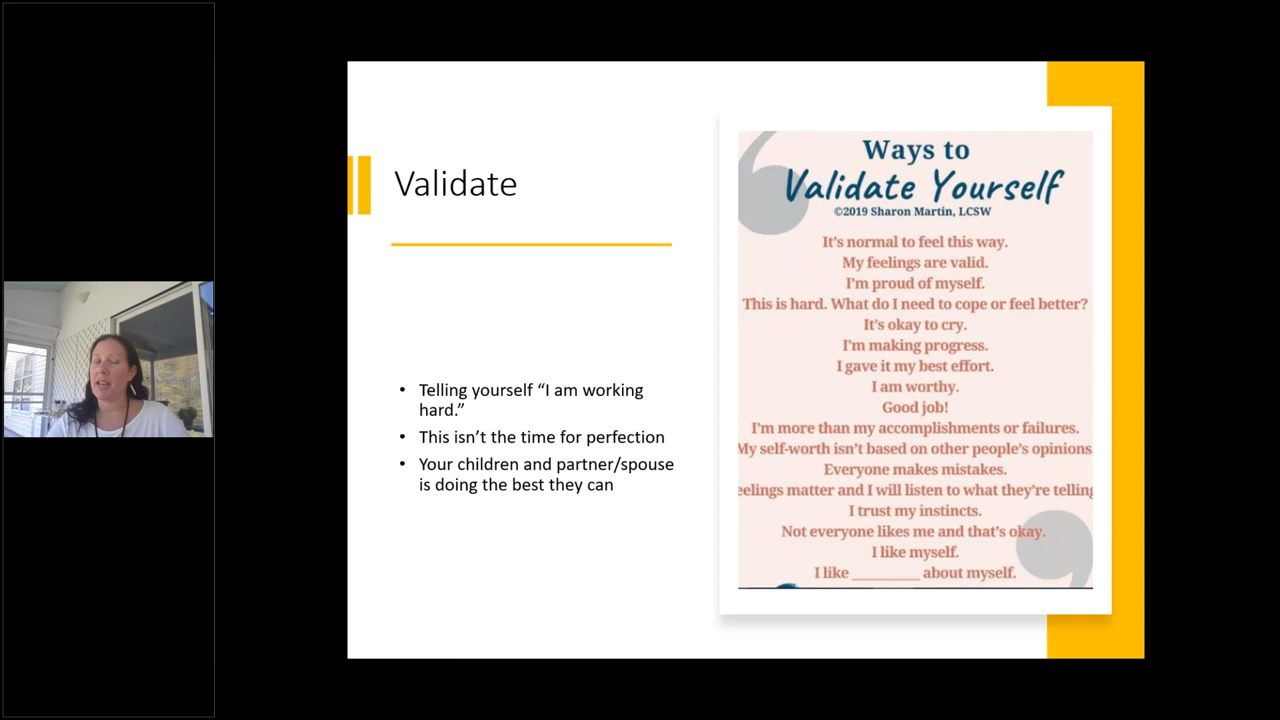 Validate
Telling yourself “I am working
hard.”
This isn’t the time for perfection
Your children and partner/spouse
is doing the best they can
Ways to
Validate Yourself
©2019 Sharon Martin, LCSW
It’s normal to feel this way.
My feelings are valid.
I’m proud of myself.
This is hard. What do I need to cope or feel better?
It’s okay to cry.
I’m making progress.
I gave it my best effort.
I am worthy.
Good job!
I’m more than my accomplishments or failures.
My self-worth isn’t based on other people’s opinions
Everyone makes mistakes.
eelings matter and I will listen to what they’re telling
I trust my instincts.
Not everyone likes me and that’s okay.
I like myself.
I like __________ about myself.